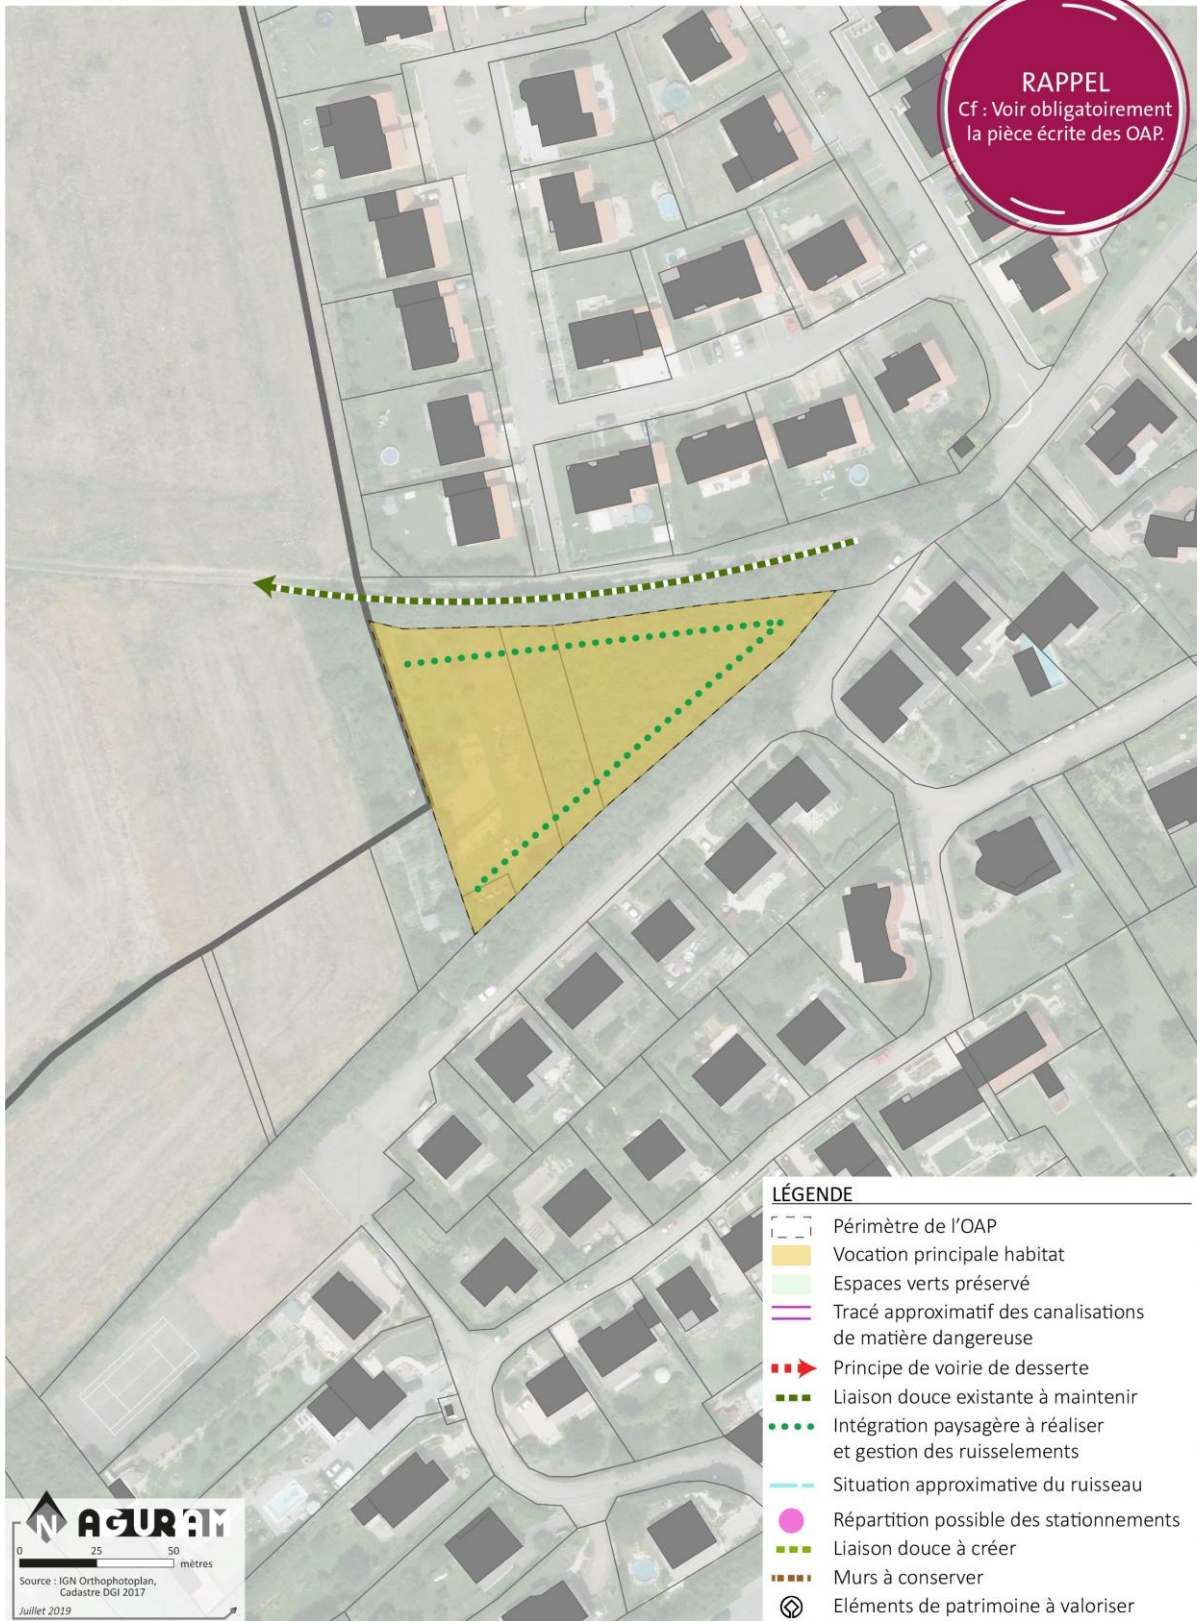 RAPPEL
Cf : Voir obligatoirement
la pièce écrite des OAP.
LÉGENDE
Périmètre de l'OAP
Vocation principale habitat
Espaces verts préservé
Tracé approximatif des canalisations
de matière dangereuse
Principe de voirie de desserte
Liaison douce existante à maintenir
Intégration paysagère à réaliser
et gestion des ruisselements
Situation approximative du ruisseau
Répartition possible des stationnements
Liaison douce à créer
Murs à conserver
Eléments de patrimoine à valoriser
N AGURAM
0 25 50
mètres
Source : IGN Orthophotoplan,
Cadastre DGI 2017
Juillet 2019